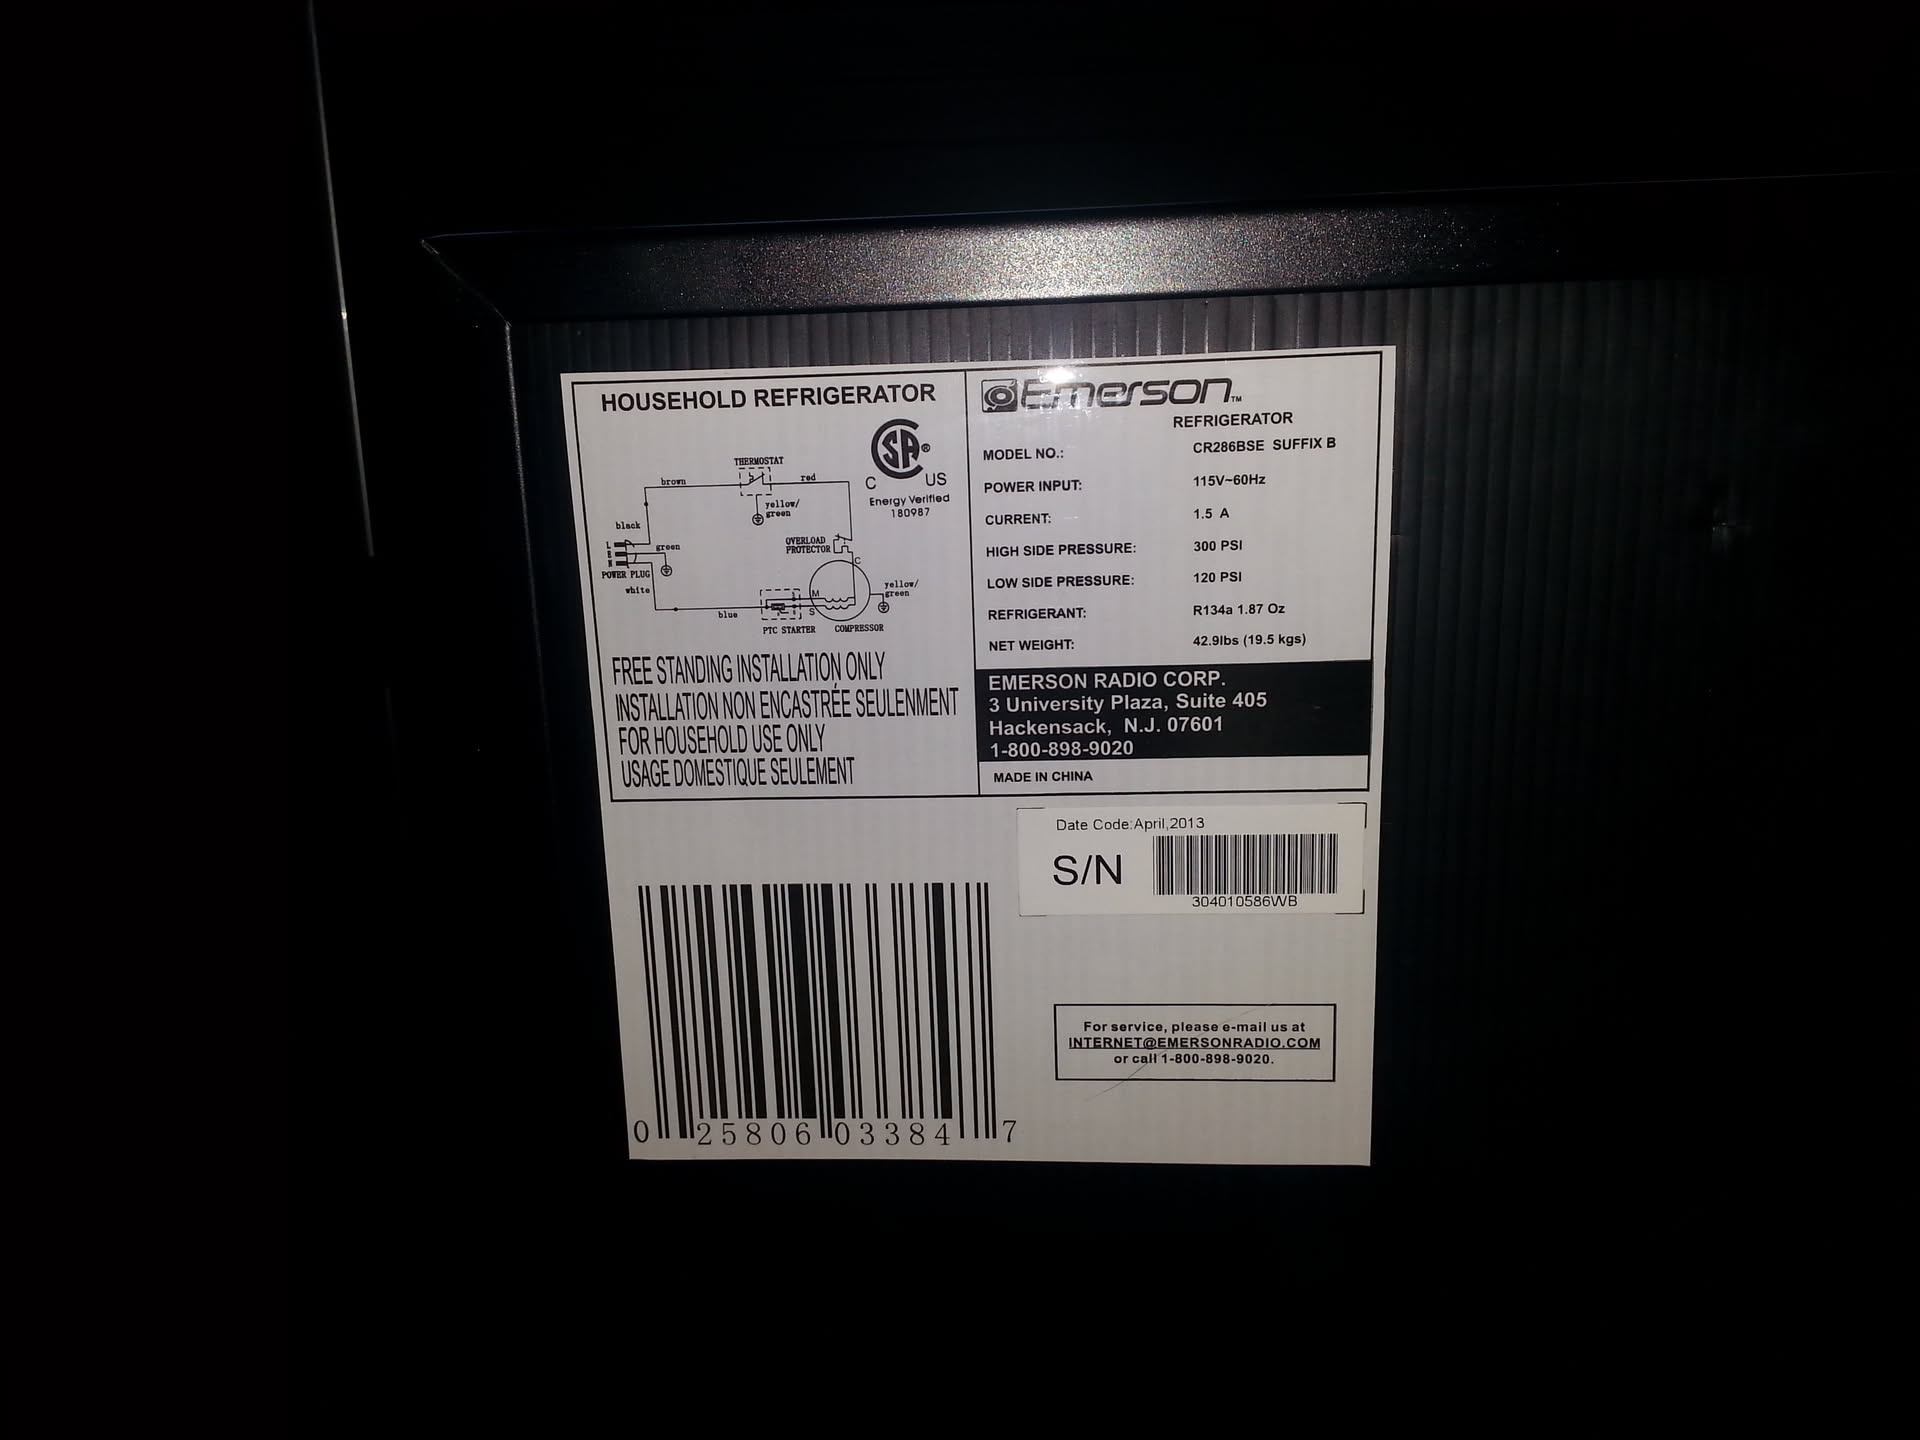 HOUSEHOLD REFRIGERATOR
SA®
C US
Energy Verified
180987
THERMOSTAT
brown
red
yellow/
green
black
L
E
N
green
POWER PLUG
white
OVERLOAD
PROTECTOR
C
M
S
yellow/
green
blue
PTC STARTER
COMPRESSOR
FREE STANDING INSTALLATION ONLY
INSTALLATION NON ENCASTRÉE SEULENMENT
FOR HOUSEHOLD USE ONLY
USAGE DOMESTIQUE SEULEMENT
Emerson™
REFRIGERATOR
MODEL NO.: CR286BSE SUFFIX B
POWER INPUT: 115V~60Hz
CURRENT: 1.5 A
HIGH SIDE PRESSURE: 300 PSI
LOW SIDE PRESSURE: 120 PSI
REFRIGERANT: R134a 1.87 Oz
NET WEIGHT: 42.9lbs (19.5 kgs)
EMERSON RADIO CORP.
3 University Plaza, Suite 405
Hackensack, N.J. 07601
1-800-898-9020
MADE IN CHINA
Date Code:April,2013
S/N
304010586WB
0 25806 03384 7
For service, please e-mail us at
INTERNET@EMERSONRADIO.COM
or call 1-800-898-9020.